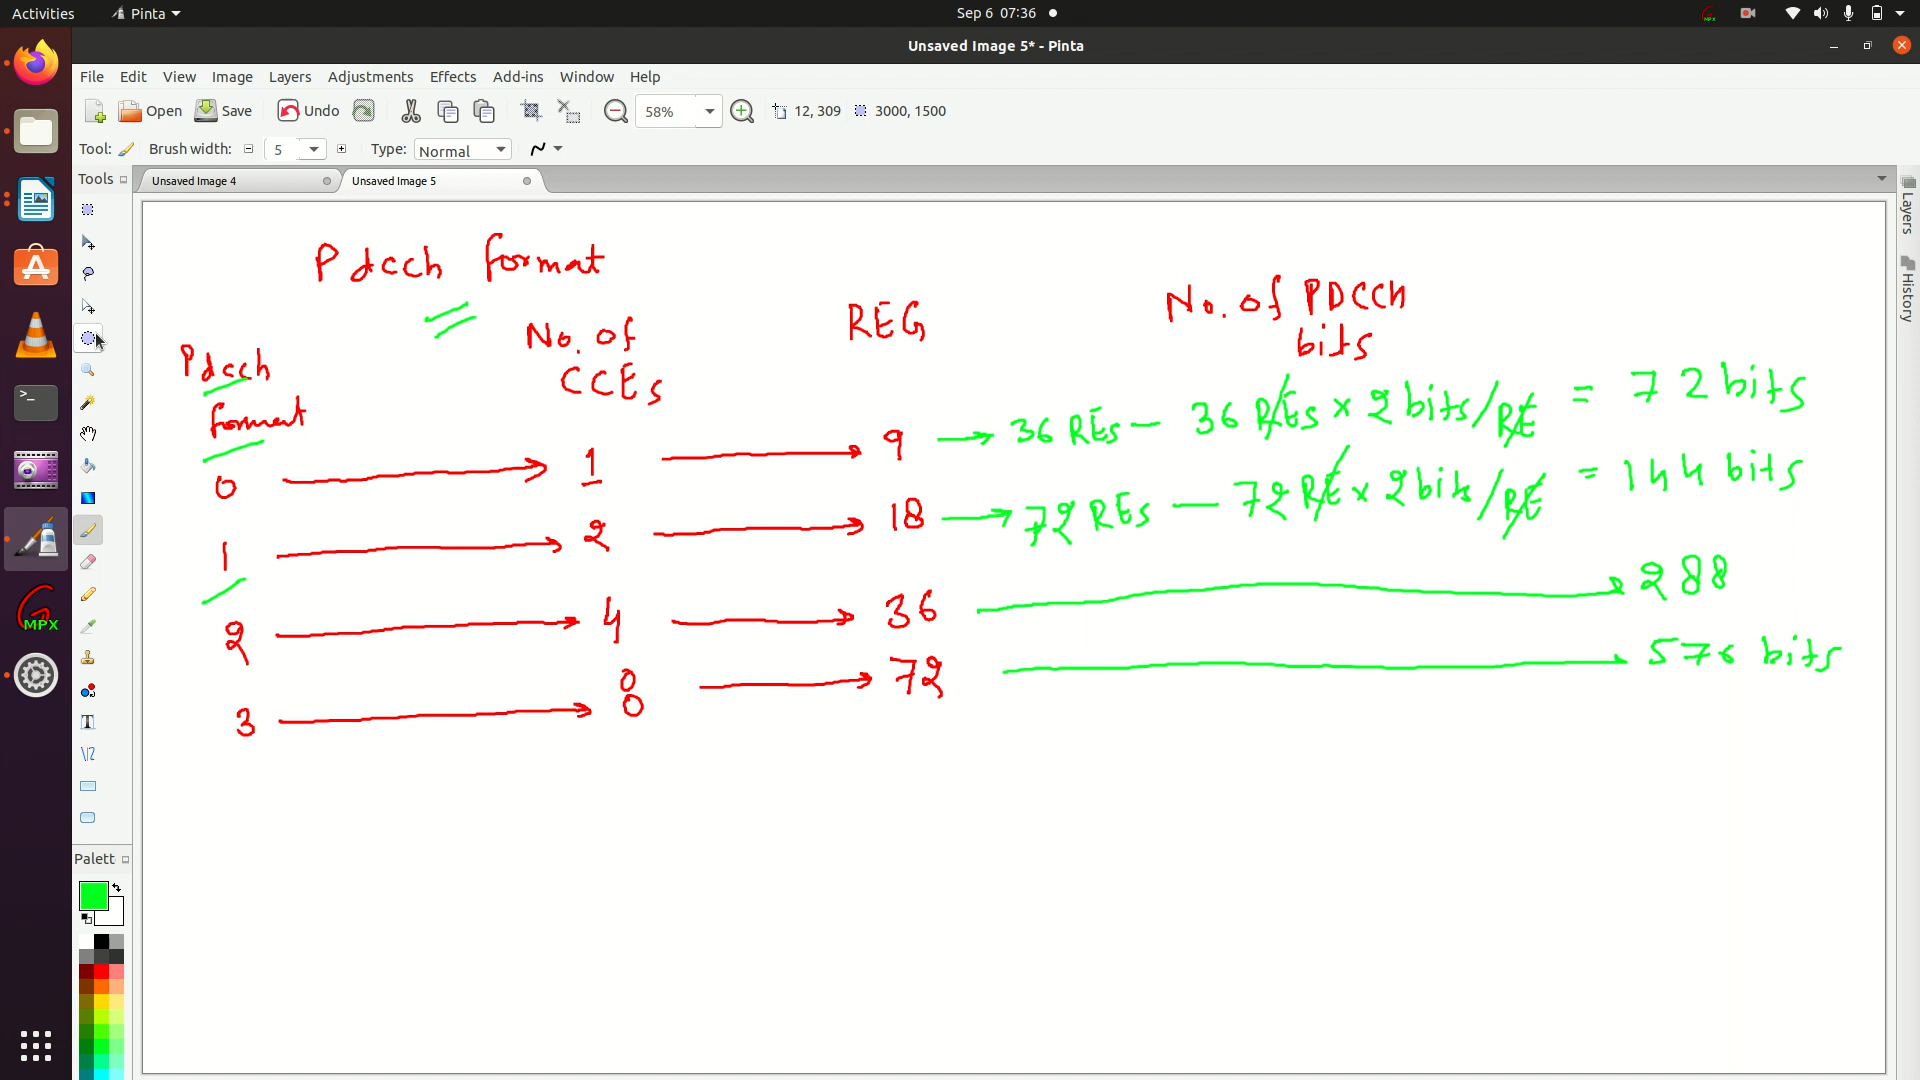 Activities Pinta Sep 6 07:36
Unsaved Image 5* - Pinta
File Edit View Image Layers Adjustments Effects Add-ins Window Help
Open Save Undo 58% 12, 309 3000, 1500
Tool: Brush width: 5 Type: Normal
Tools Unsaved Image 4 Unsaved Image 5
Layers
History
Pdcch format
Pdcch format No. of CCEs REG No. of PDCCH bits
0 → 1 → 9 → 36 REs — 36 REs x 2 bits/RE = 72 bits
1 → 2 → 18 → 72 REs — 72 RE x 2 bits/RE = 144 bits
2 → 4 → 36 → 288
3 → 8 → 72 → 576 bits
Palett
MPX